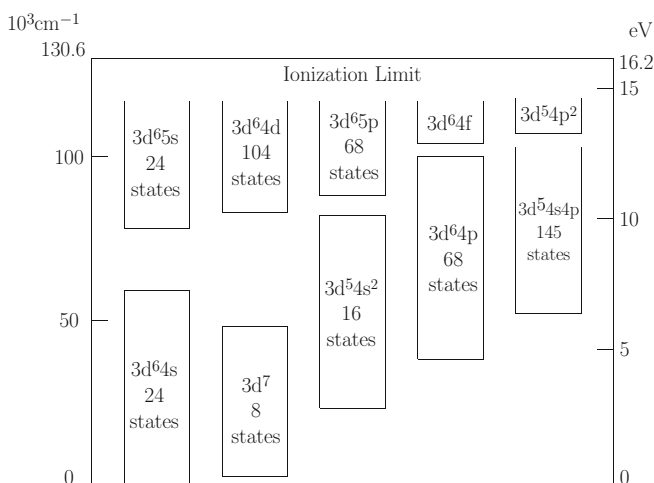 10³cm⁻¹
eV
130.6
16.2
Ionization Limit
15
3d⁶5s
24
states
3d⁶4d
104
states
3d⁶5p
68
states
3d⁶4f
3d⁵4p²
100
10
3d⁵4s4p
145
states
3d⁶4p
68
states
3d⁵4s²
16
states
50
5
3d⁶4s
24
states
3d⁷
8
states
0
0